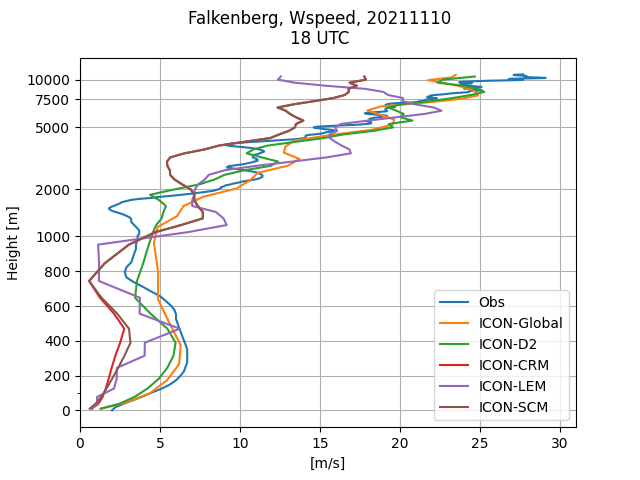 Falkenberg, Wspeed, 20211110
18 UTC
Height [m]
10000
7500
5000
2000
1000
800
600
400
200
0
Obs
ICON-Global
ICON-D2
ICON-CRM
ICON-LEM
ICON-SCM
0 5 10 15 20 25 30
[m/s]